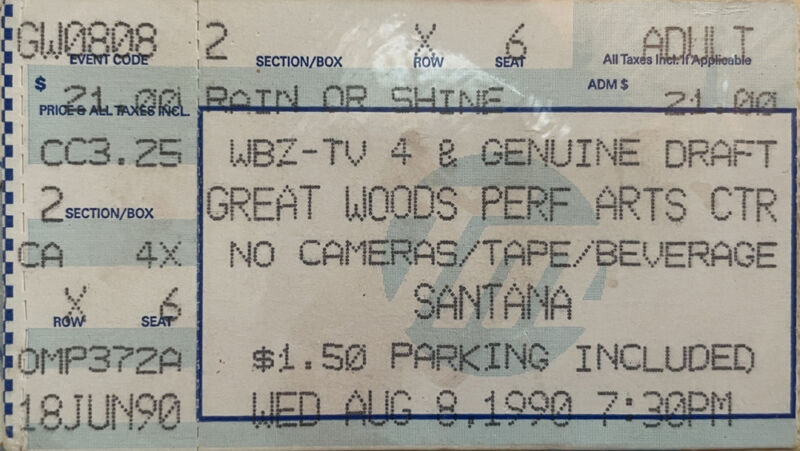 GW0808 2 X 6 ADULT
EVENT CODE SECTION/BOX ROW SEAT All Taxes Incl. If Applicable
$ 21.00 RAIN OR SHINE ADM $ 21.00
PRICE & ALL TAXES INCL.
CC3.25 WBZ-TV 4 & GENUINE DRAFT
2 SECTION/BOX GREAT WOODS PERF ARTS CTR
CA 4X NO CAMERAS/TAPE/BEVERAGE
X 6 SANTANA
ROW SEAT
OMP372A $1.50 PARKING INCLUDED
18JUN90 WED AUG 8,1990 7:30PM